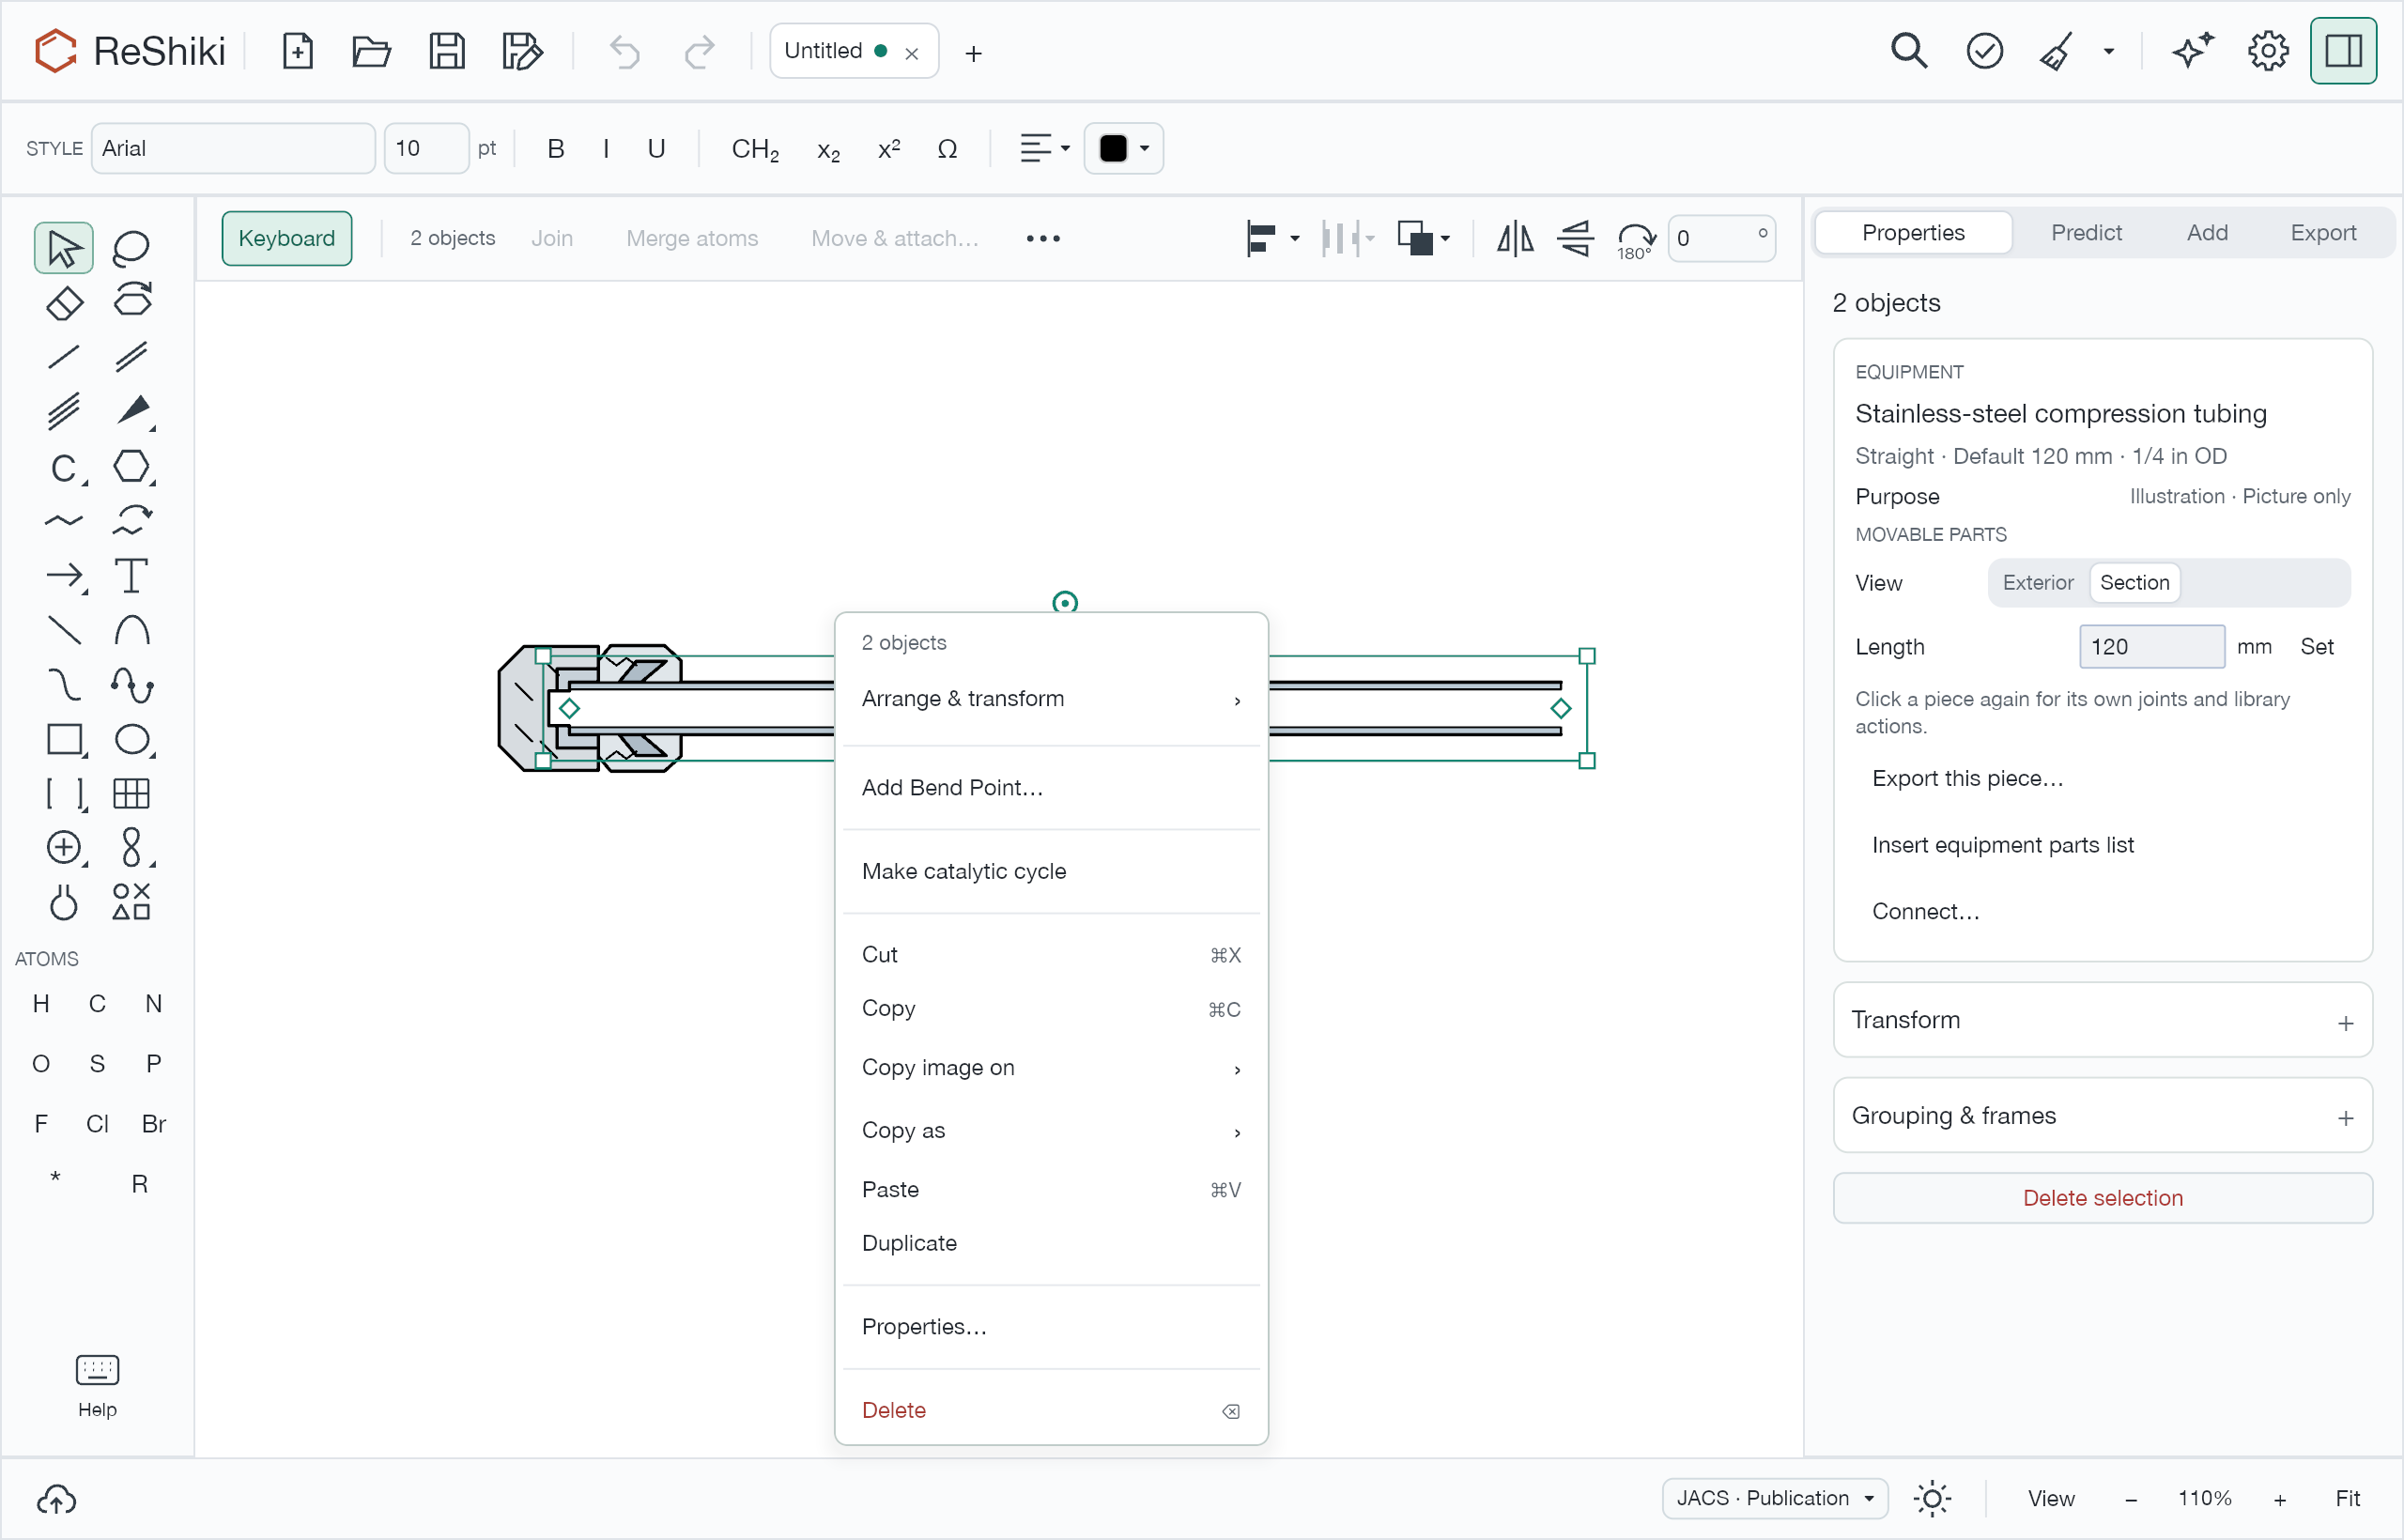 ReShiki
Untitled
STYLE Arial 10 pt B I U CH₂ x₂ x² Ω
Keyboard 2 objects Join Merge atoms Move & attach… ••• 180° 0 °
Properties Predict Add Export
2 objects
EQUIPMENT
Stainless-steel compression tubing
Straight · Default 120 mm · 1/4 in OD
Purpose Illustration · Picture only
MOVABLE PARTS
View Exterior Section
Length 120 mm Set
Click a piece again for its own joints and library
actions.
Export this piece…
Insert equipment parts list
Connect…
Transform +
Grouping & frames +
Delete selection
C
T
ATOMS
H C N
O S P
F Cl Br
* R
Help
2 objects
Arrange & transform ›
Add Bend Point…
Make catalytic cycle
Cut ⌘X
Copy ⌘C
Copy image on ›
Copy as ›
Paste ⌘V
Duplicate
Properties…
Delete ⌫
JACS · Publication View − 110% + Fit